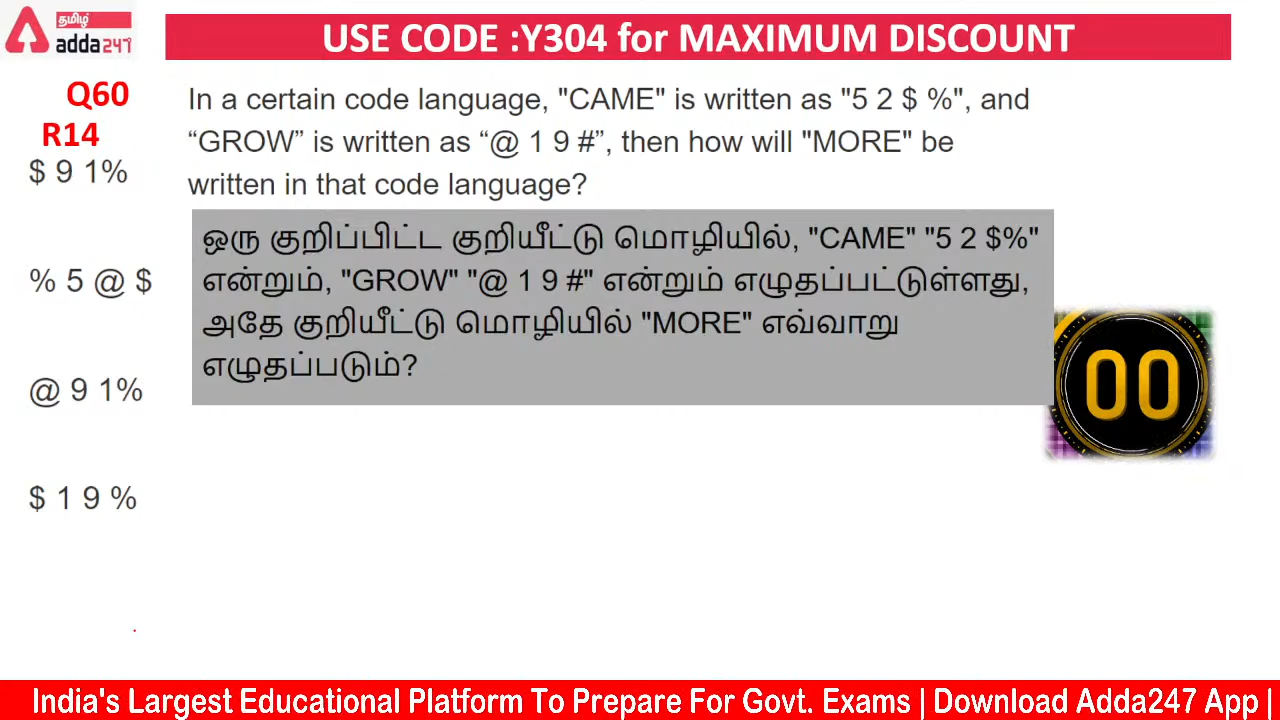 தமிழ்
adda247
USE CODE :Y304 for MAXIMUM DISCOUNT
Q60
R14
In a certain code language, "CAME" is written as "5 2 $ %", and
“GROW” is written as “@ 1 9 #”, then how will "MORE" be
written in that code language?
ஒரு குறிப்பிட்ட குறியீட்டு மொழியில், "CAME" "5 2 $%"
என்றும், "GROW" "@ 1 9 #" என்றும் எழுதப்பட்டுள்ளது,
அதே குறியீட்டு மொழியில் "MORE" எவ்வாறு
எழுதப்படும்?
$ 9 1%
% 5 @ $
@ 9 1%
$ 1 9 %
00
India's Largest Educational Platform To Prepare For Govt. Exams | Download Adda247 App |